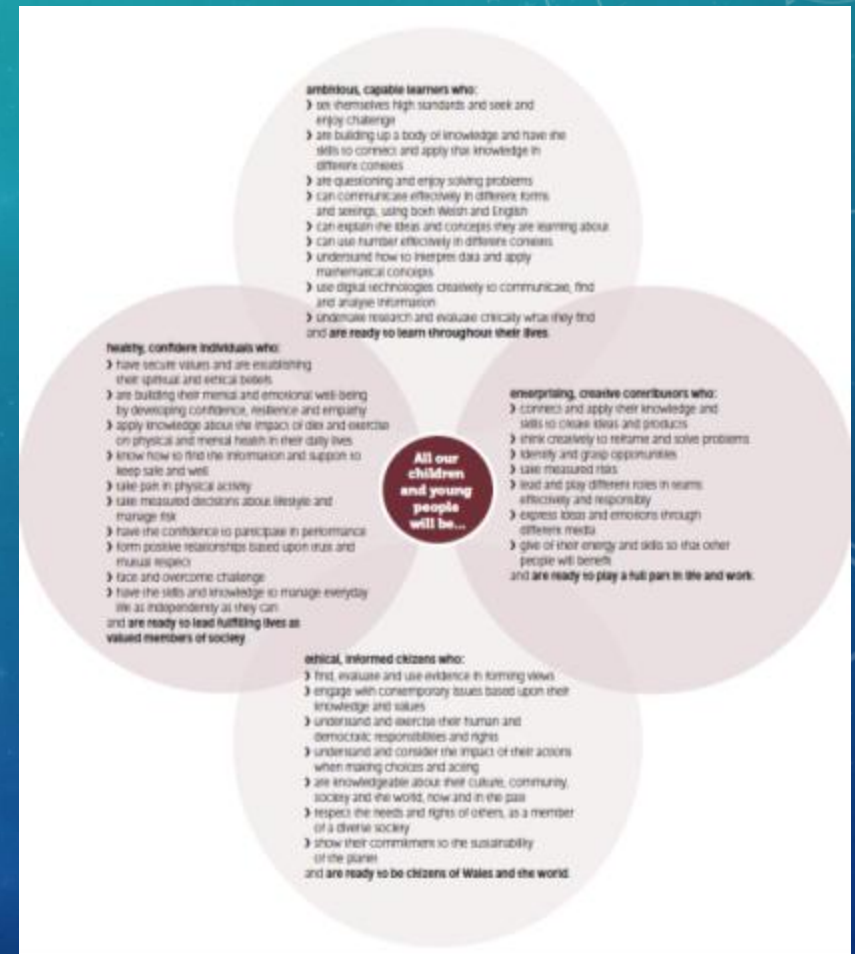 ambitious, capable learners who:
› set themselves high standards and seek and
enjoy challenge
› are building up a body of knowledge and have the
skills to connect and apply that knowledge in
different contexts
› are questioning and enjoy solving problems
› can communicate effectively in different forms
and settings, using both Welsh and English
› can explain the ideas and concepts they are learning about
› can use number effectively in different contexts
› understand how to interpret data and apply
mathematical concepts
› use digital technologies creatively to communicate, find
and analyse information
› undertake research and evaluate critically what they find
and are ready to learn throughout their lives.
healthy, confident individuals who:
› have secure values and are establishing
their spiritual and ethical beliefs
› are building their mental and emotional well-being
by developing confidence, resilience and empathy
› apply knowledge about the impact of diet and exercise
on physical and mental health in their daily lives
› know how to find the information and support to
keep safe and well
› take part in physical activity
› take measured decisions about lifestyle and
manage risk
› have the confidence to participate in performance
› form positive relationships based upon trust and
mutual respect
› face and overcome challenge
› have the skills and knowledge to manage everyday
life as independently as they can
and are ready to lead fulfilling lives as
valued members of society.
All our
children
and young
people
will be...
enterprising, creative contributors who:
› connect and apply their knowledge and
skills to create ideas and products
› think creatively to reframe and solve problems
› identify and grasp opportunities
› take measured risks
› lead and play different roles in teams
effectively and responsibly
› express ideas and emotions through
different media
› give of their energy and skills so that other
people will benefit
and are ready to play a full part in life and work.
ethical, informed citizens who:
› find, evaluate and use evidence in forming views
› engage with contemporary issues based upon their
knowledge and values
› understand and exercise their human and
democratic responsibilities and rights
› understand and consider the impact of their actions
when making choices and acting
› are knowledgeable about their culture, community,
society and the world, now and in the past
› respect the needs and rights of others, as a member
of a diverse society
› show their commitment to the sustainability
of the planet
and are ready to be citizens of Wales and the world.